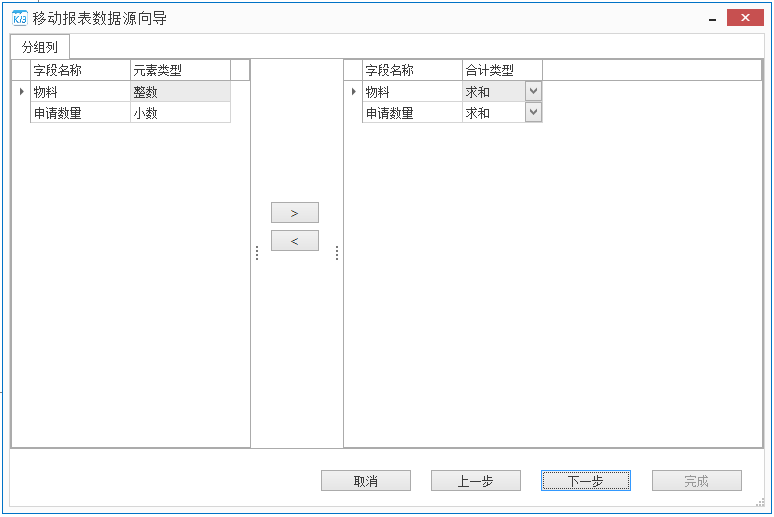 K/3 移动报表数据源向导
分组列
字段名称 元素类型 字段名称 合计类型
物料 整数 物料 求和
申请数量 小数 申请数量 求和
>
<
取消 上一步 下一步 完成